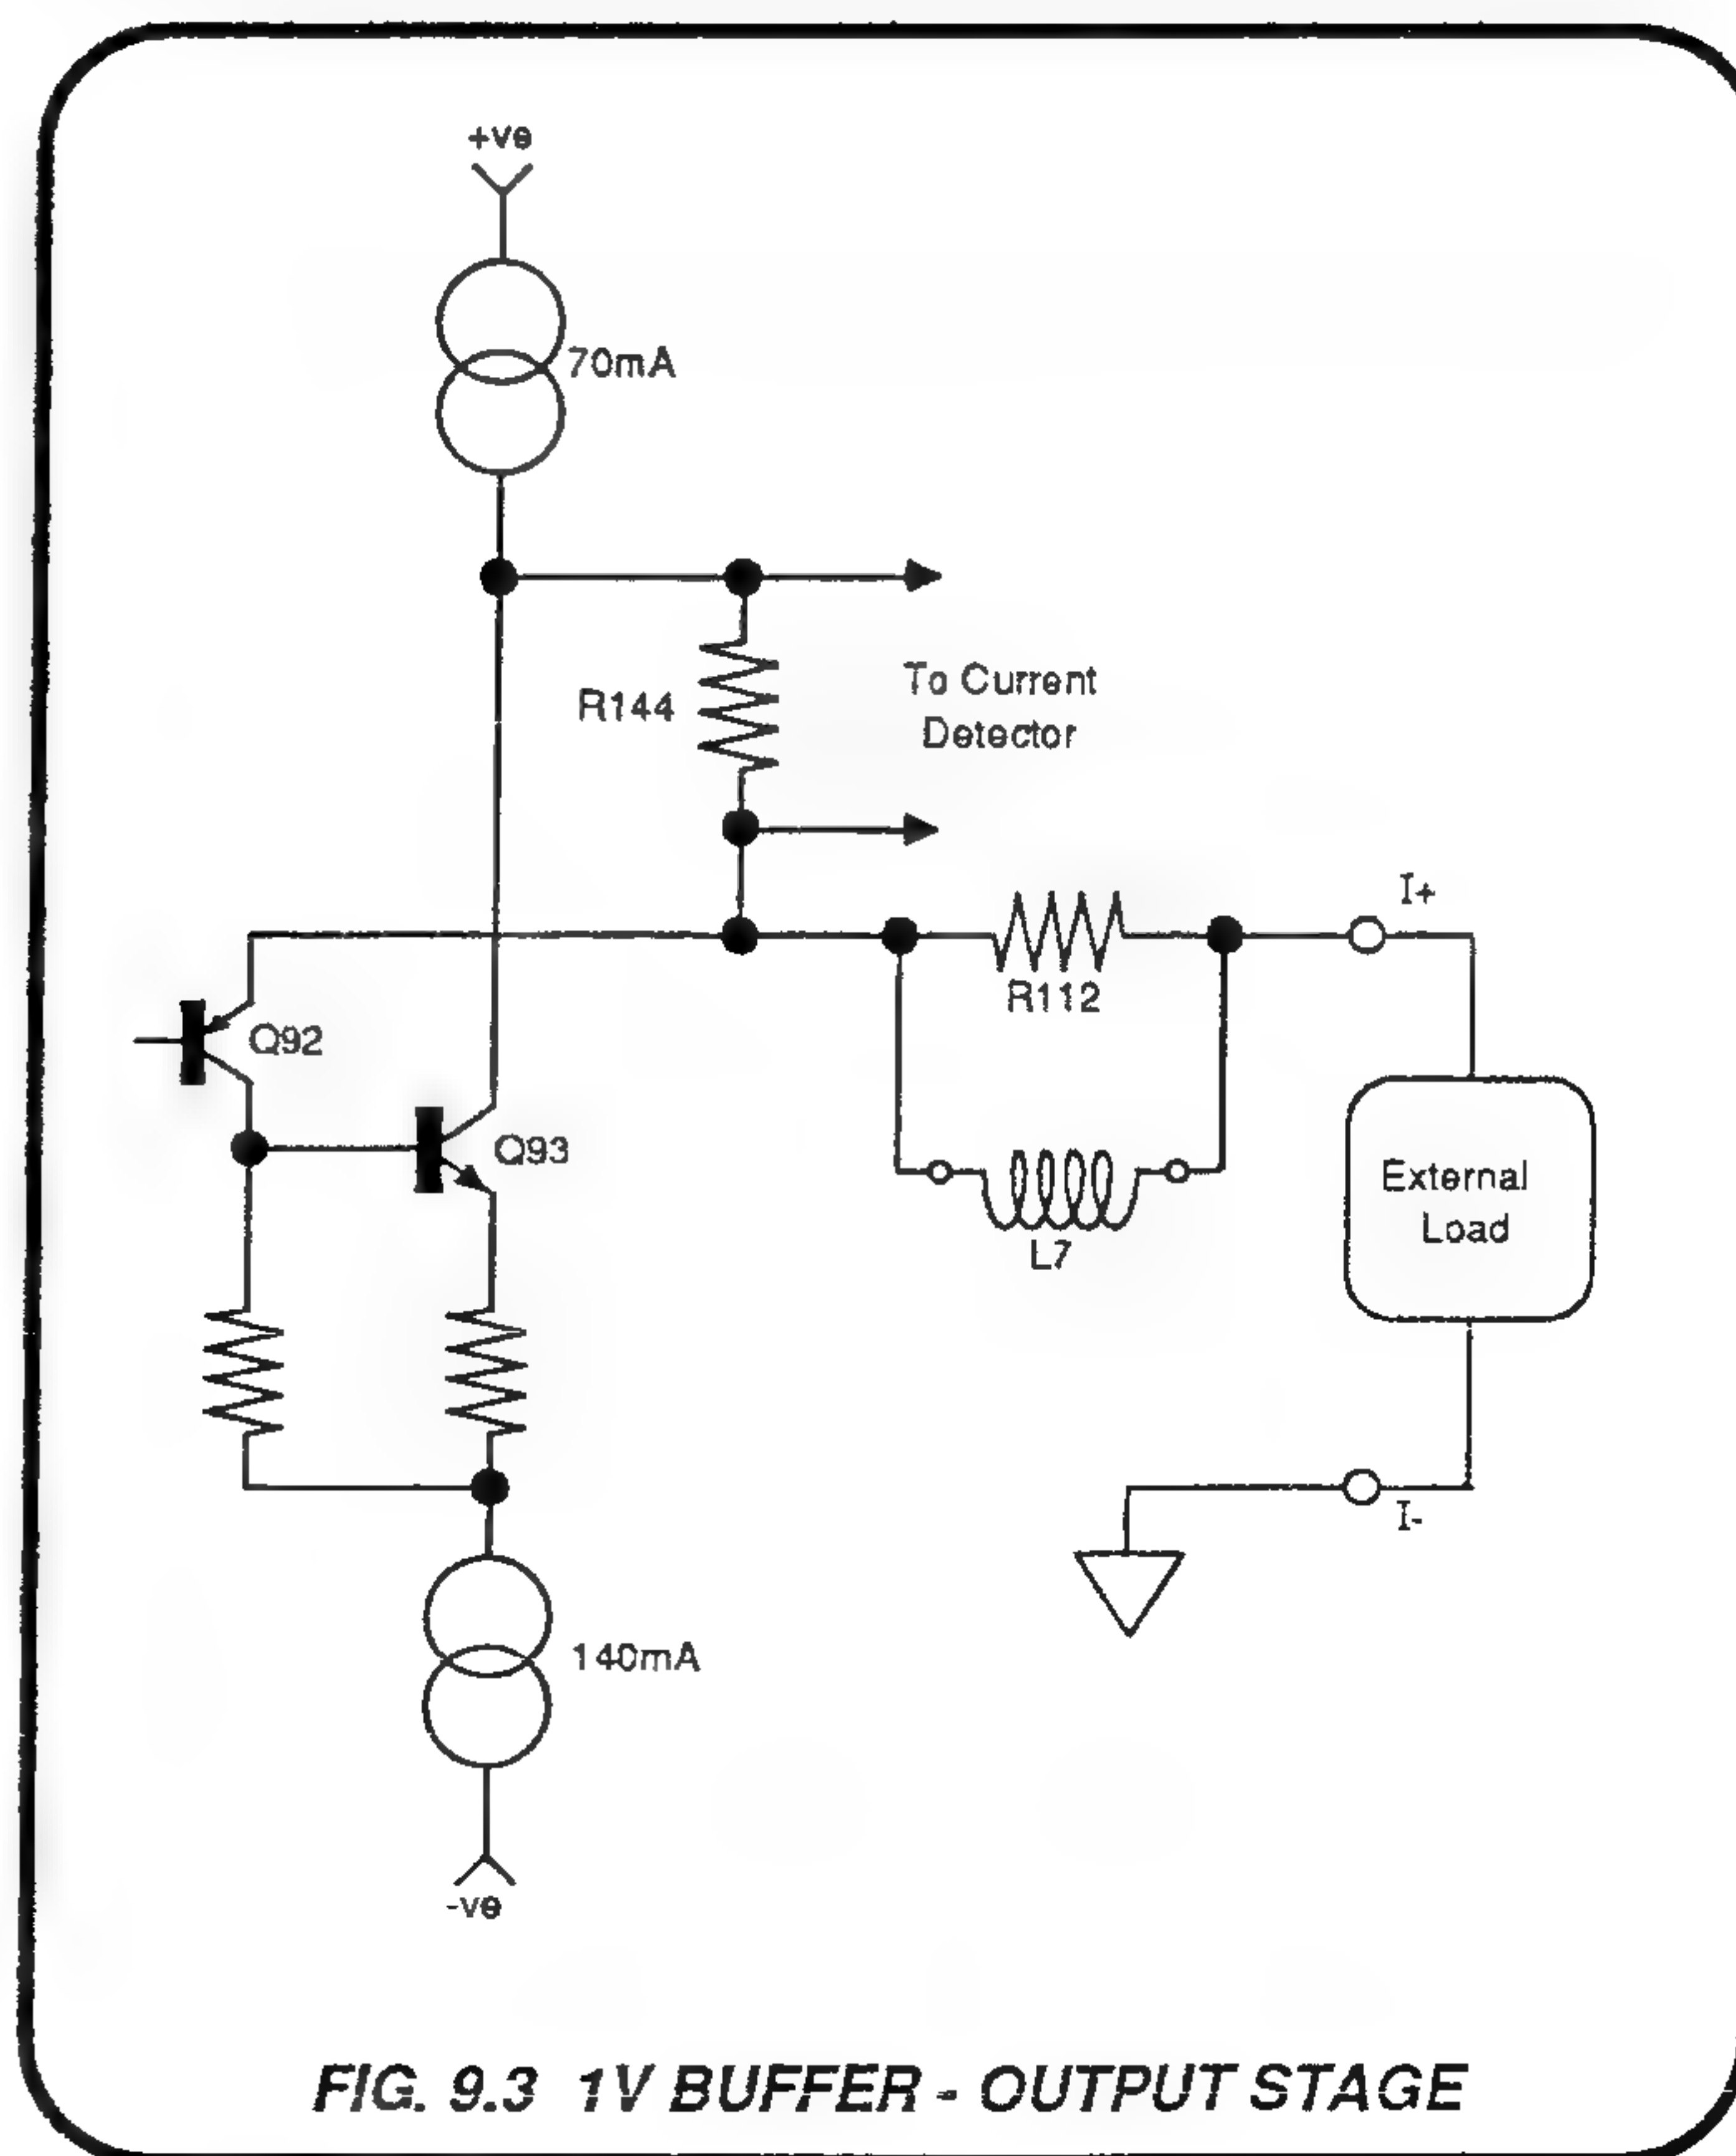 +ve
70mA
R144
To Current
Detector
I+
R112
Q92
Q93
External
Load
L7
I-
140mA
-ve
FIG. 9.3 1V BUFFER - OUTPUT STAGE